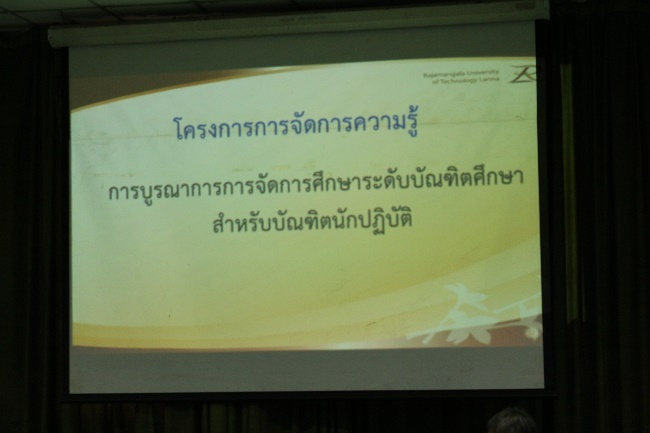 Rajamangala University
of Technology Lanna
โครงการการจัดการความรู้
การบูรณาการการจัดการศึกษาระดับบัณฑิตศึกษา
สำหรับบัณฑิตนักปฏิบัติ